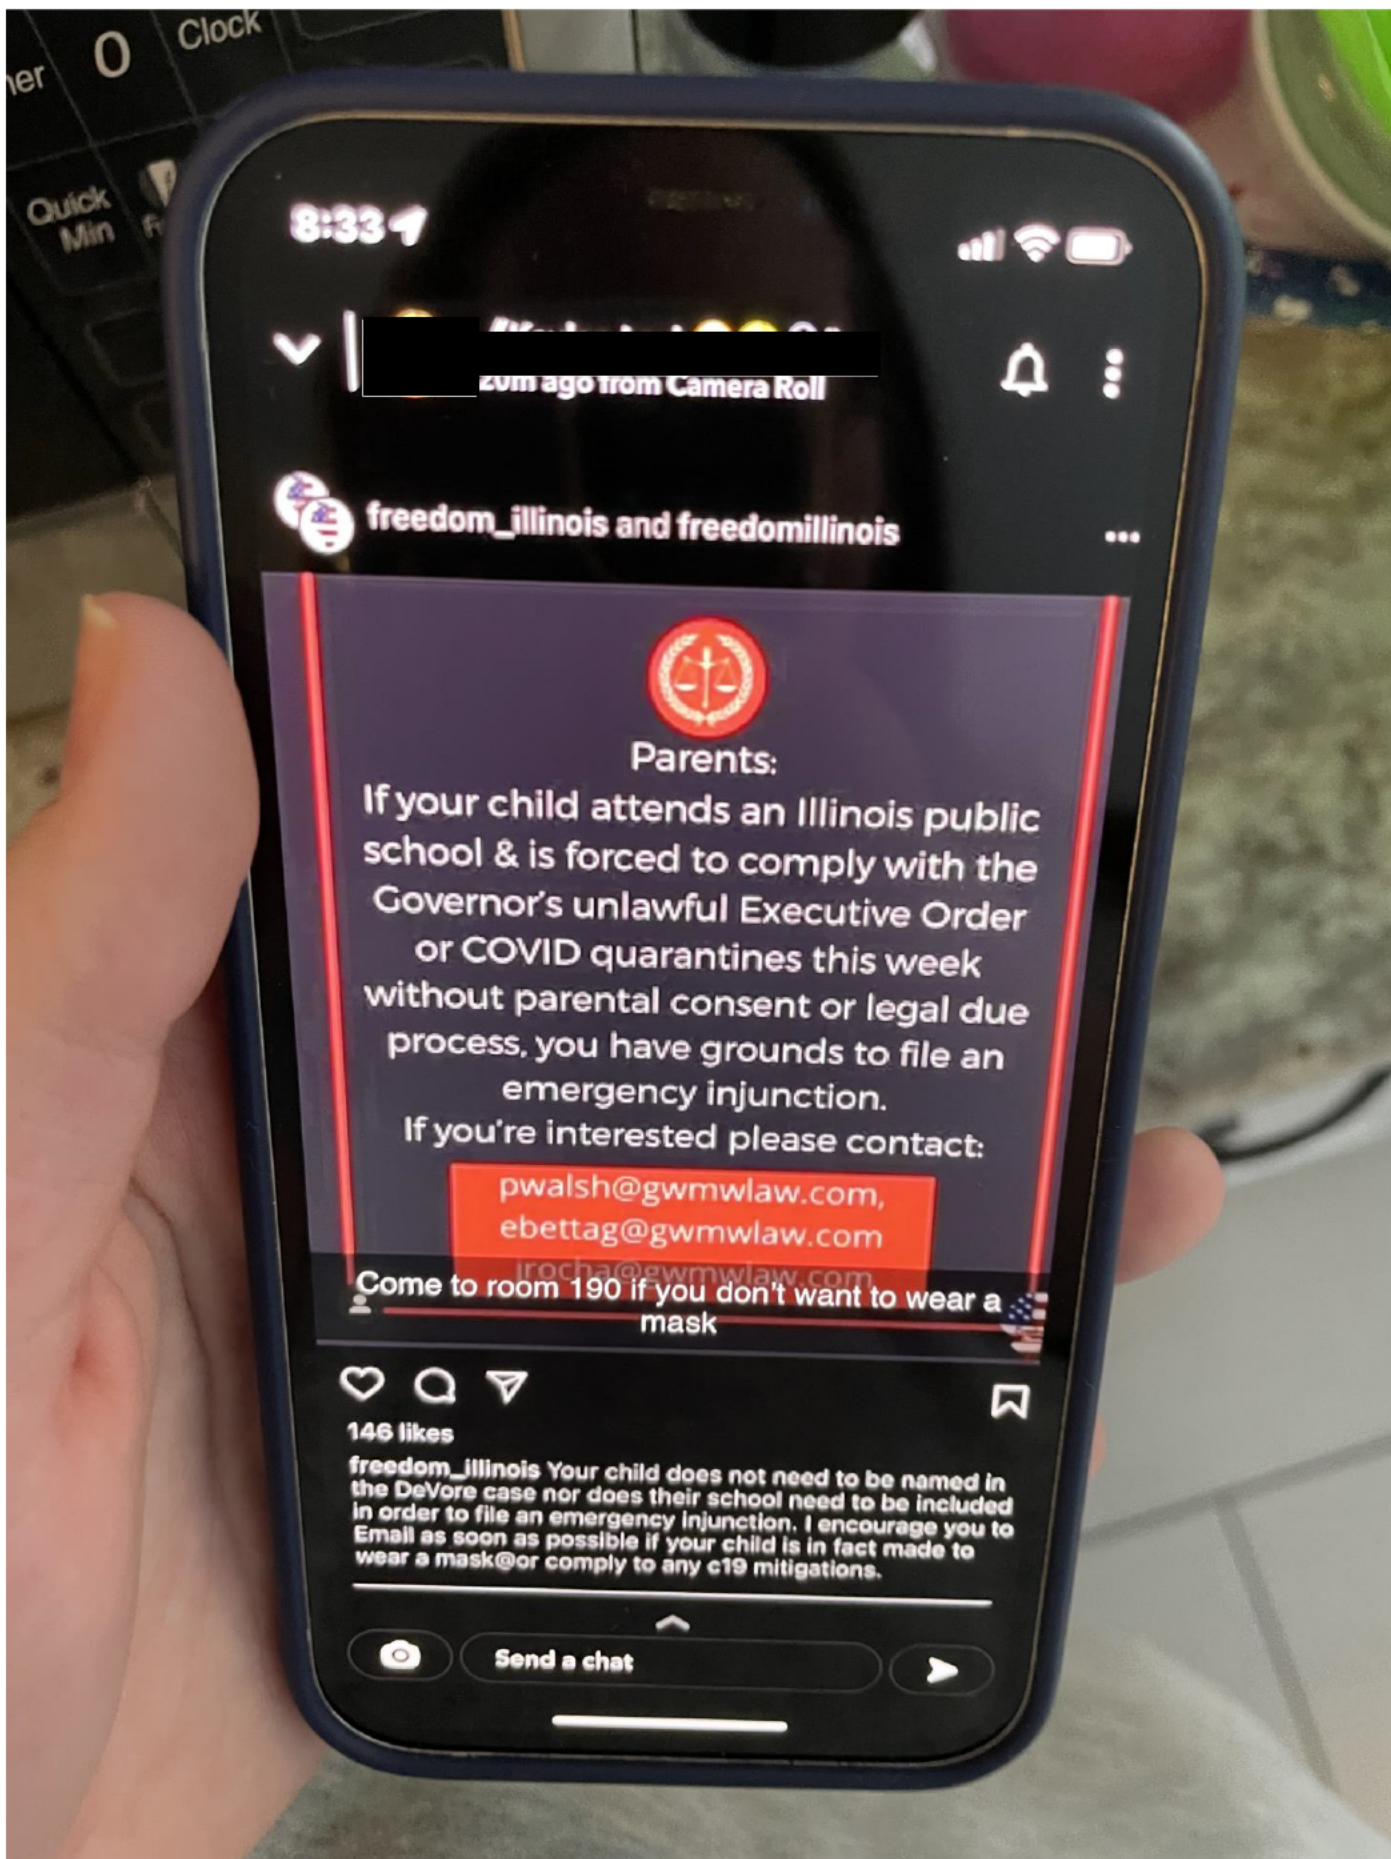 0
Clock
Quick
Min
8:33
20m ago from Camera Roll
freedom_illinois and freedomillinois
Parents:
If your child attends an Illinois public
school & is forced to comply with the
Governor's unlawful Executive Order
or COVID quarantines this week
without parental consent or legal due
process, you have grounds to file an
emergency injunction.
If you're interested please contact:
pwalsh@gwmwlaw.com,
ebettag@gwmwlaw.com
jrocha@gwmwlaw.com
Come to room 190 if you don't want to wear a
mask
146 likes
freedom_illinois Your child does not need to be named in
the DeVore case nor does their school need to be included
in order to file an emergency injunction. I encourage you to
Email as soon as possible if your child is in fact made to
wear a mask@or comply to any c19 mitigations.
Send a chat